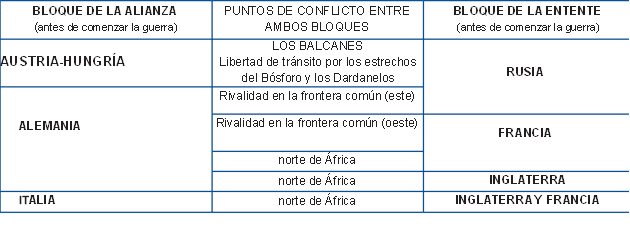 BLOQUE DE LA ALIANZA
(antes de comenzar la guerra)
PUNTOS DE CONFLICTO ENTRE
AMBOS BLOQUES
BLOQUE DE LA ENTENTE
(antes de comenzar la guerra)
AUSTRIA-HUNGRÍA
LOS BALCANES
Libertad de tránsito por los estrechos
del Bósforo y los Dardanelos
RUSIA
ALEMANIA
Rivalidad en la frontera común (este)
Rivalidad en la frontera común (oeste)
FRANCIA
norte de África
norte de África
INGLATERRA
ITALIA
norte de África
INGLATERRA Y FRANCIA